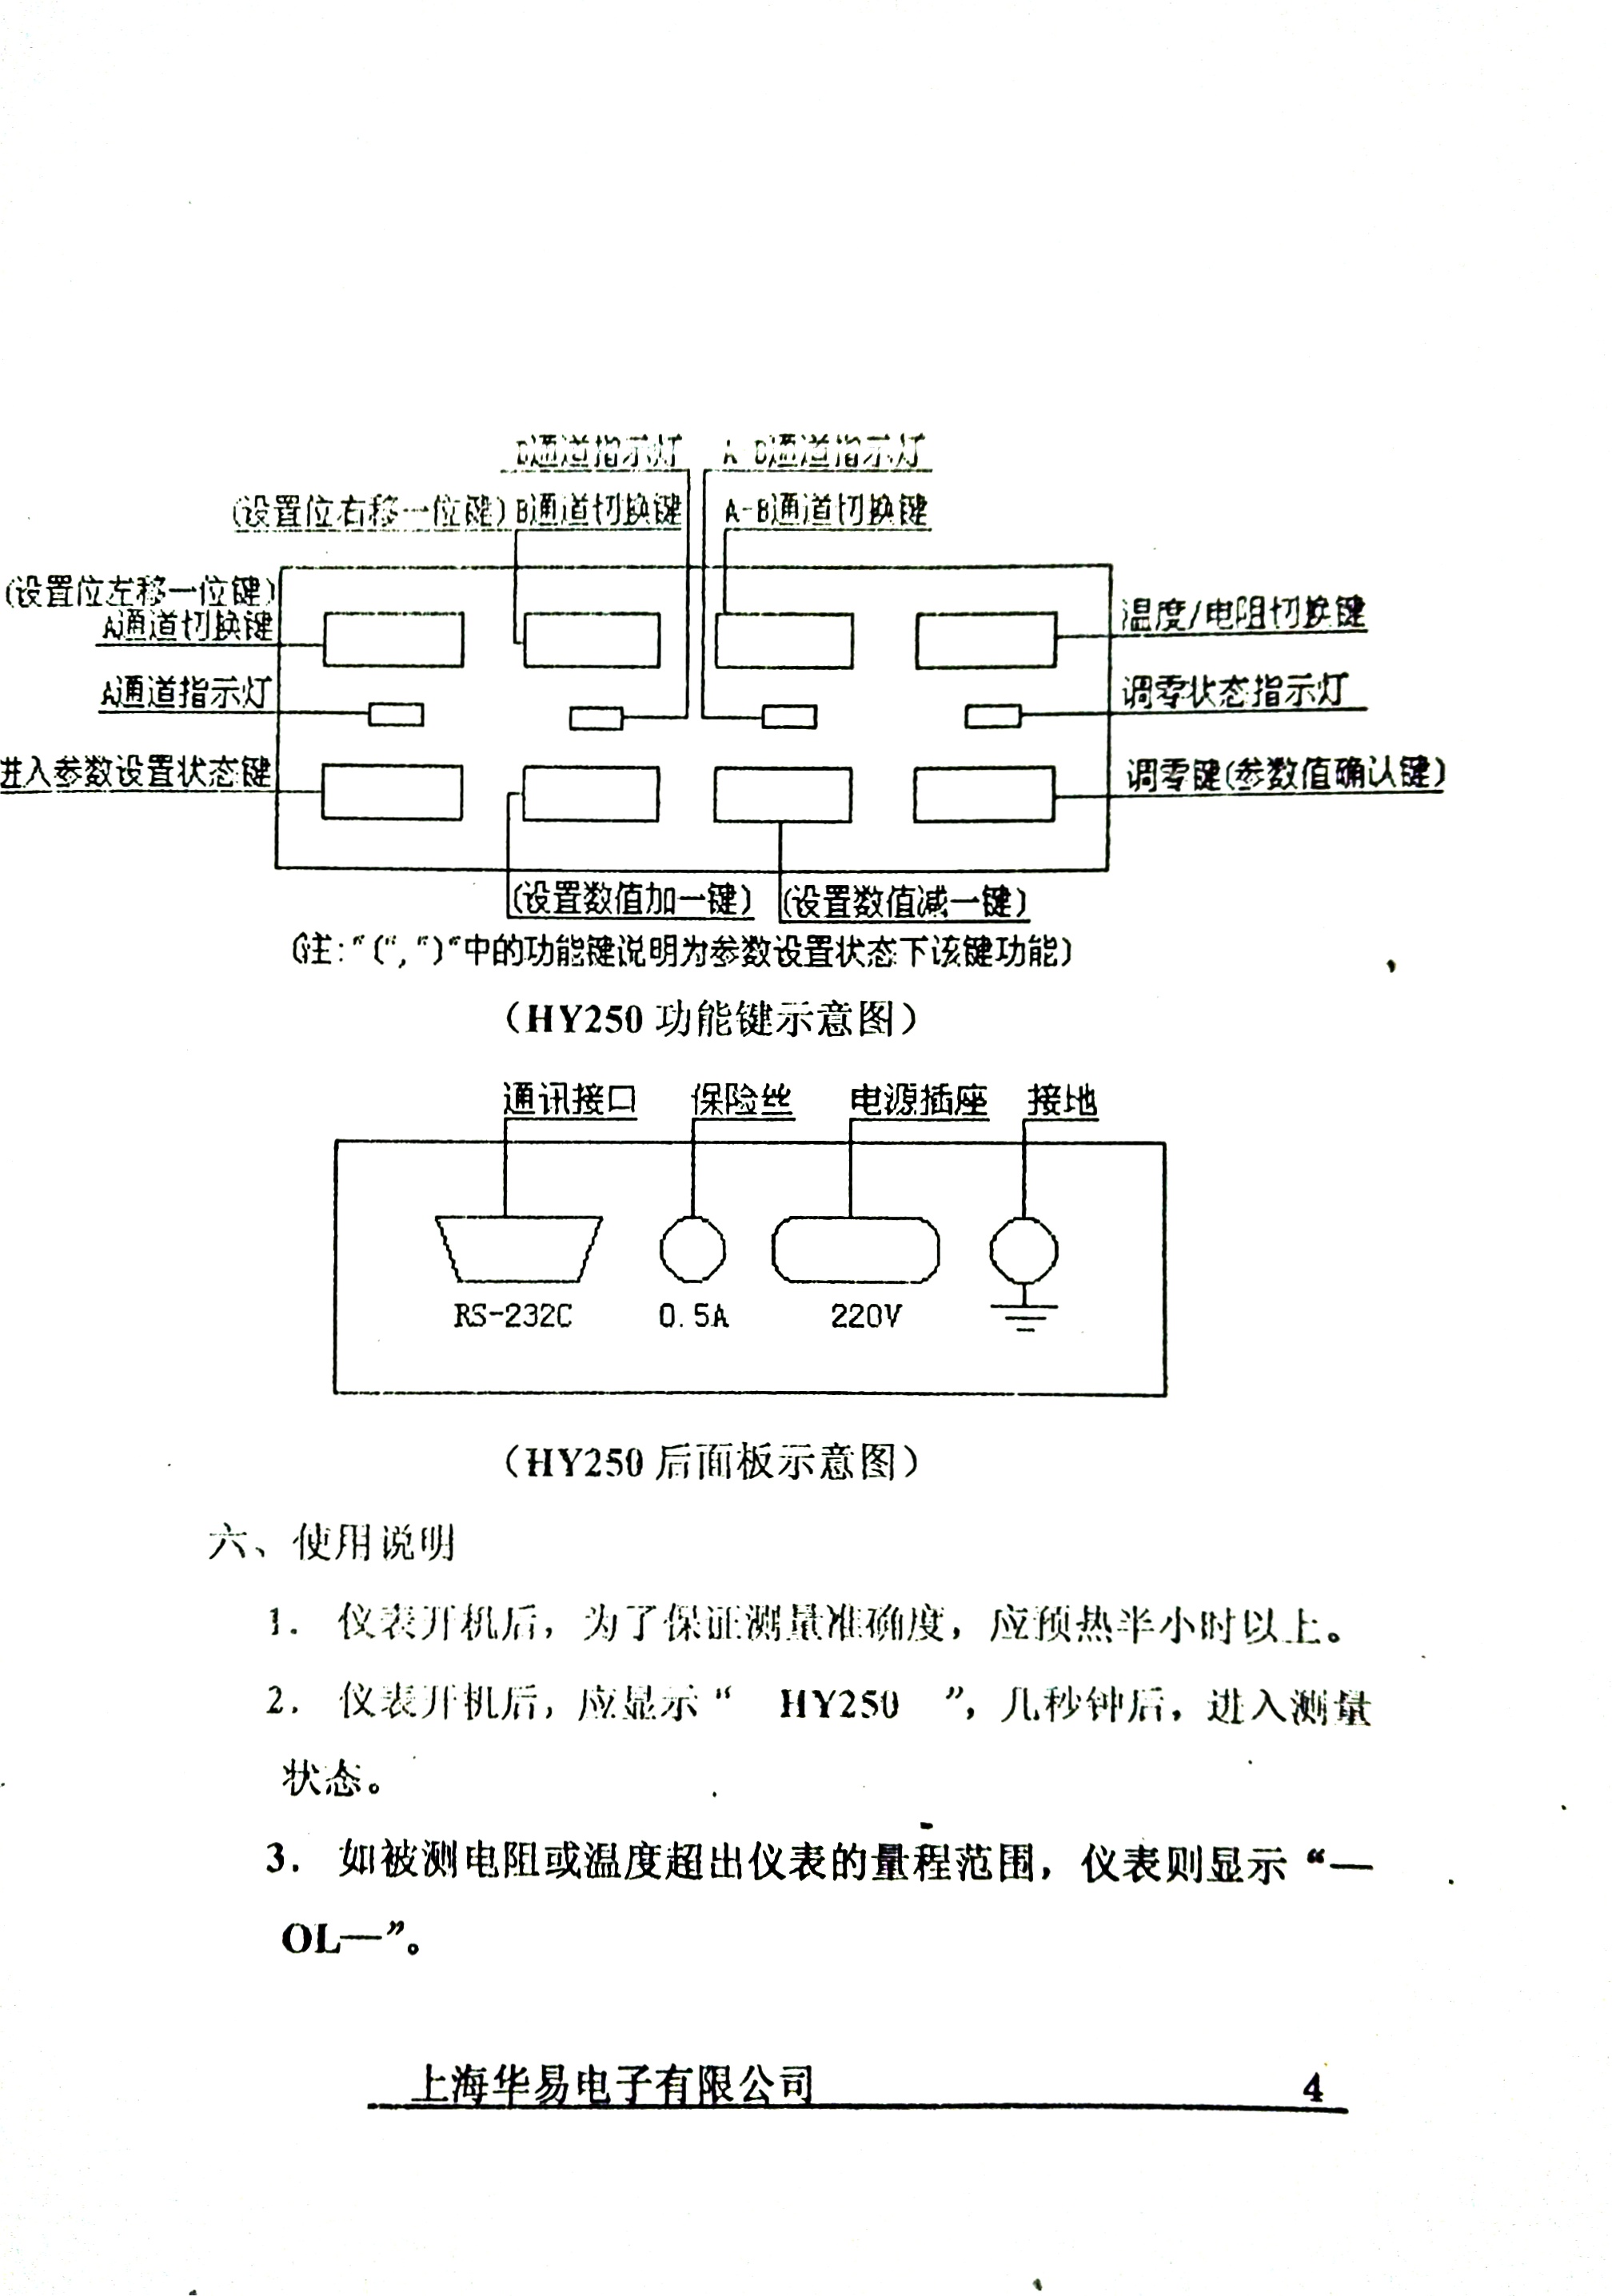 B通道指示灯 A-B通道指示灯
(设置位右移一位键) B通道切换键 A-B通道切换键
(设置位左移一位键)
A通道切换键 温度/电阻切换键
A通道指示灯 调零状态指示灯
进入参数设置状态键 调零键(参数值确认键)
(设置数值加一键) (设置数值减一键)
(注:"(",")"中的功能键说明为参数设置状态下该键功能)
（HY250 功能键示意图）
通讯接口 保险丝 电源插座 接地
RS-232C 0.5A 220V
（HY250 后面板示意图）
六、使用说明
1. 仪表开机后，为了保证测量准确度，应预热半小时以上。
2. 仪表开机后，应显示“ HY250 ”，几秒钟后，进入测量
状态。
3. 如被测电阻或温度超出仪表的量程范围，仪表则显示“—
OL—”。
上海华易电子有限公司 4